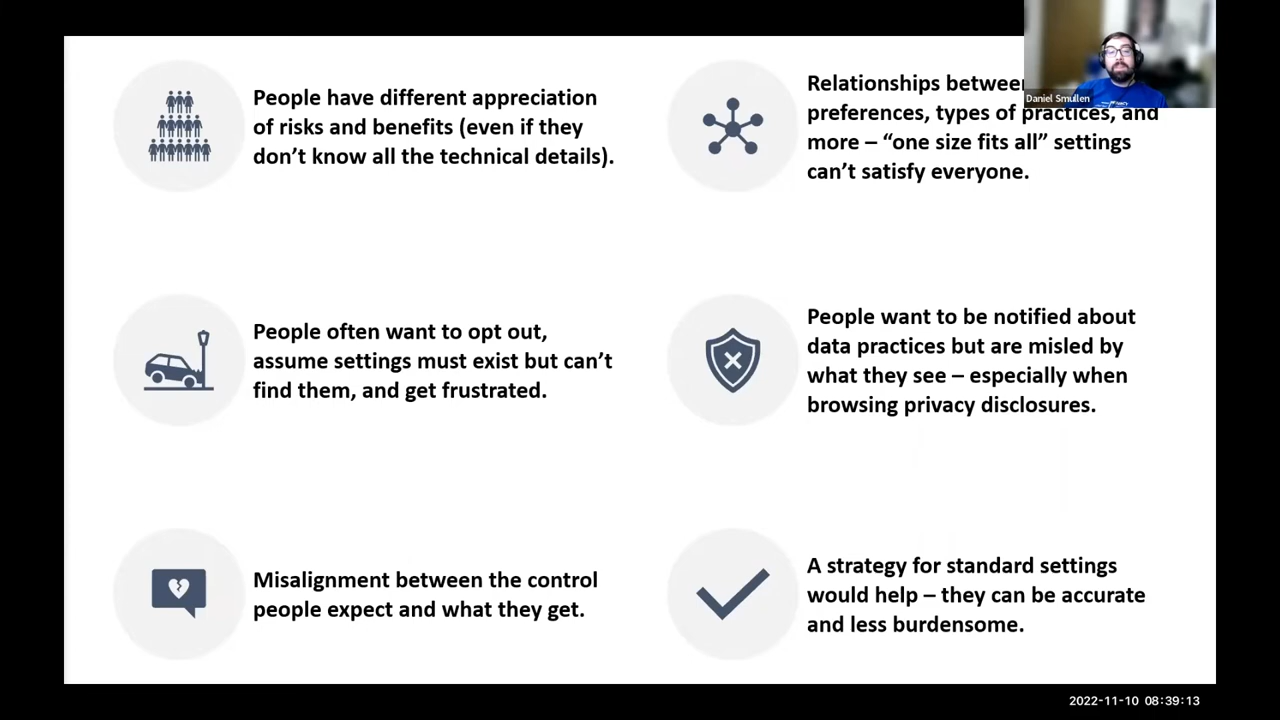 People have different appreciation
of risks and benefits (even if they
don’t know all the technical details).
Relationships between
preferences, types of practices, and
more – “one size fits all” settings
can’t satisfy everyone.
Daniel Smullen
People often want to opt out,
assume settings must exist but can’t
find them, and get frustrated.
People want to be notified about
data practices but are misled by
what they see – especially when
browsing privacy disclosures.
Misalignment between the control
people expect and what they get.
A strategy for standard settings
would help – they can be accurate
and less burdensome.
2022-11-10 08:39:13